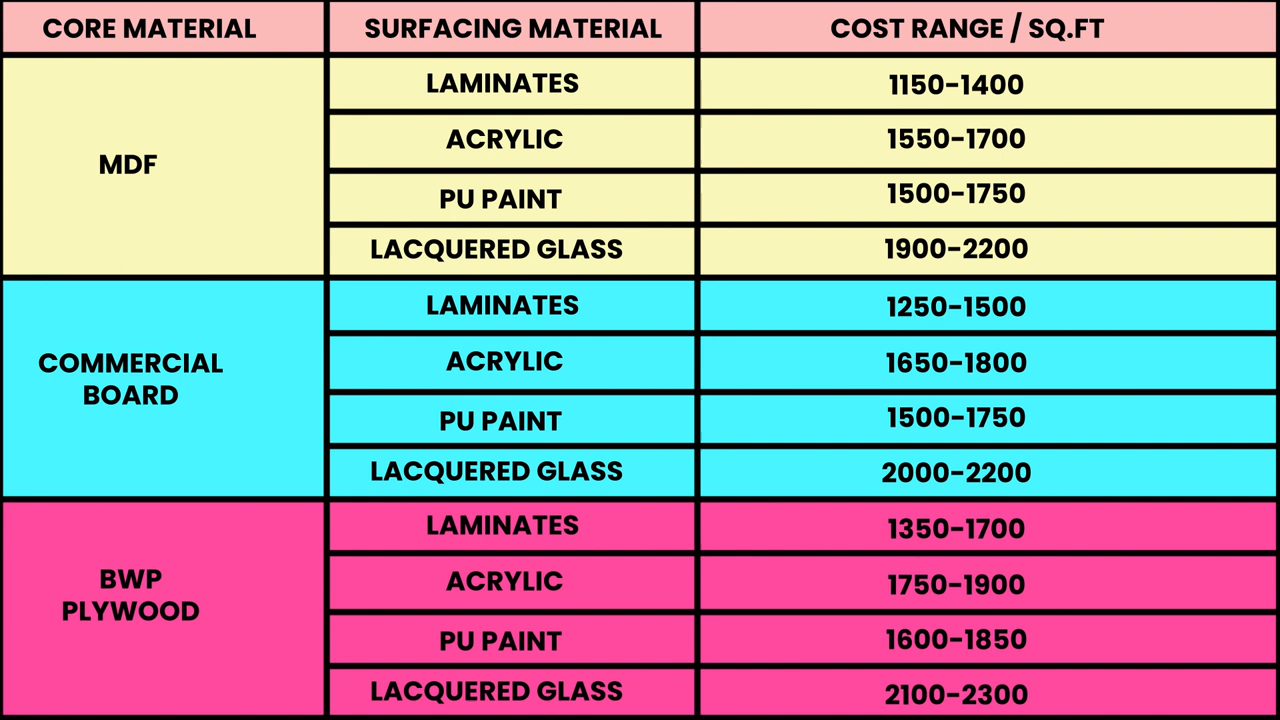 CORE MATERIAL SURFACING MATERIAL COST RANGE / SQ.FT
MDF
LAMINATES 1150-1400
ACRYLIC 1550-1700
PU PAINT 1500-1750
LACQUERED GLASS 1900-2200
COMMERCIAL
BOARD
LAMINATES 1250-1500
ACRYLIC 1650-1800
PU PAINT 1500-1750
LACQUERED GLASS 2000-2200
BWP
PLYWOOD
LAMINATES 1350-1700
ACRYLIC 1750-1900
PU PAINT 1600-1850
LACQUERED GLASS 2100-2300